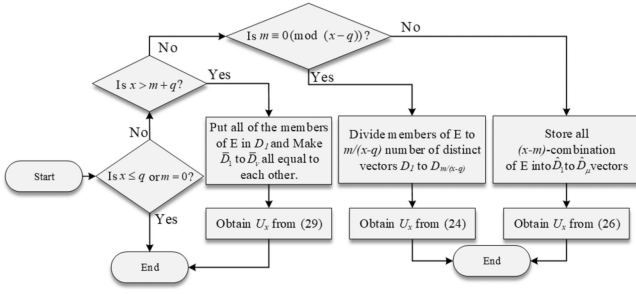 No
Is m ≡ 0(mod (x−q))?
No
Is x > m + q?
Yes
Yes
No
Put all of the members
of E in D₁ and Make
D̄₁ to D̄ᵥ all equal to
each other.
Divide members of E to
m/(x-q) number of distinct
vectors D₁ to Dₘ/₍ₓ₋q₎
Store all
(x-m)-combination
of E into D̂₁ to D̂μ vectors
Start
Is x ≤ q or m = 0?
Yes
Obtain Uₓ from (29)
Obtain Uₓ from (24)
Obtain Uₓ from (26)
End
End